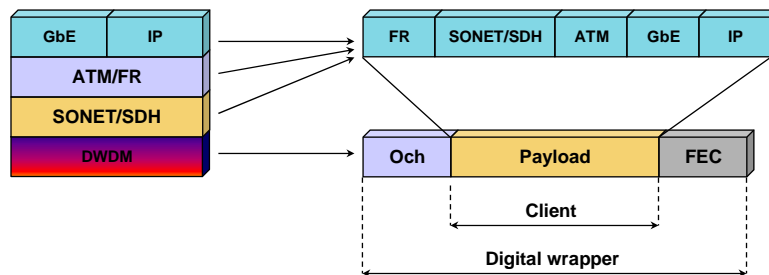 GbE IP
ATM/FR
SONET/SDH
DWDM
FR SONET/SDH ATM GbE IP
Och Payload FEC
Client
Digital wrapper